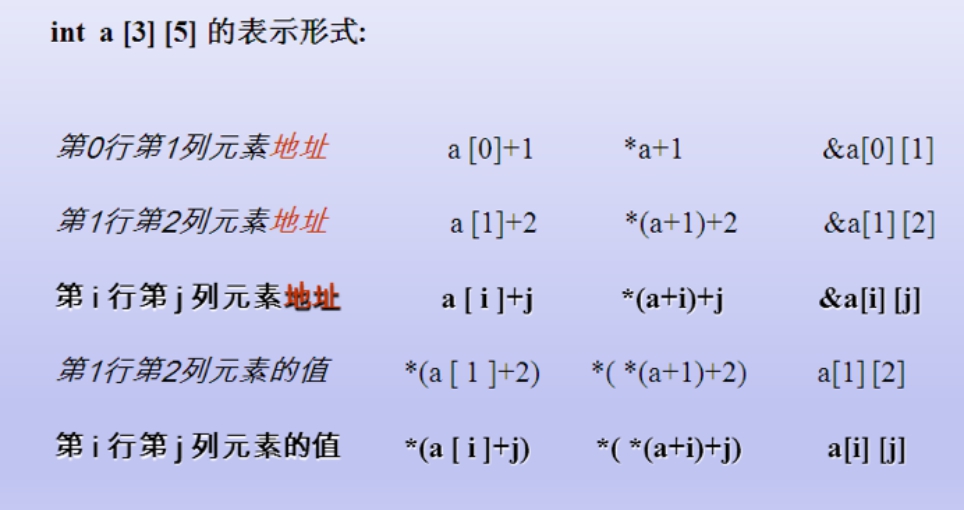 int a [3] [5] 的表示形式:
第0行第1列元素地址 a [0]+1 *a+1 &a[0] [1]
第1行第2列元素地址 a [1]+2 *(a+1)+2 &a[1] [2]
第 i 行第 j 列元素地址 a [ i ]+j *(a+i)+j &a[i] [j]
第1行第2列元素的值 *(a [ 1 ]+2) *( *(a+1)+2) a[1] [2]
第 i 行第 j 列元素的值 *(a [ i ]+j) *( *(a+i)+j) a[i] [j]